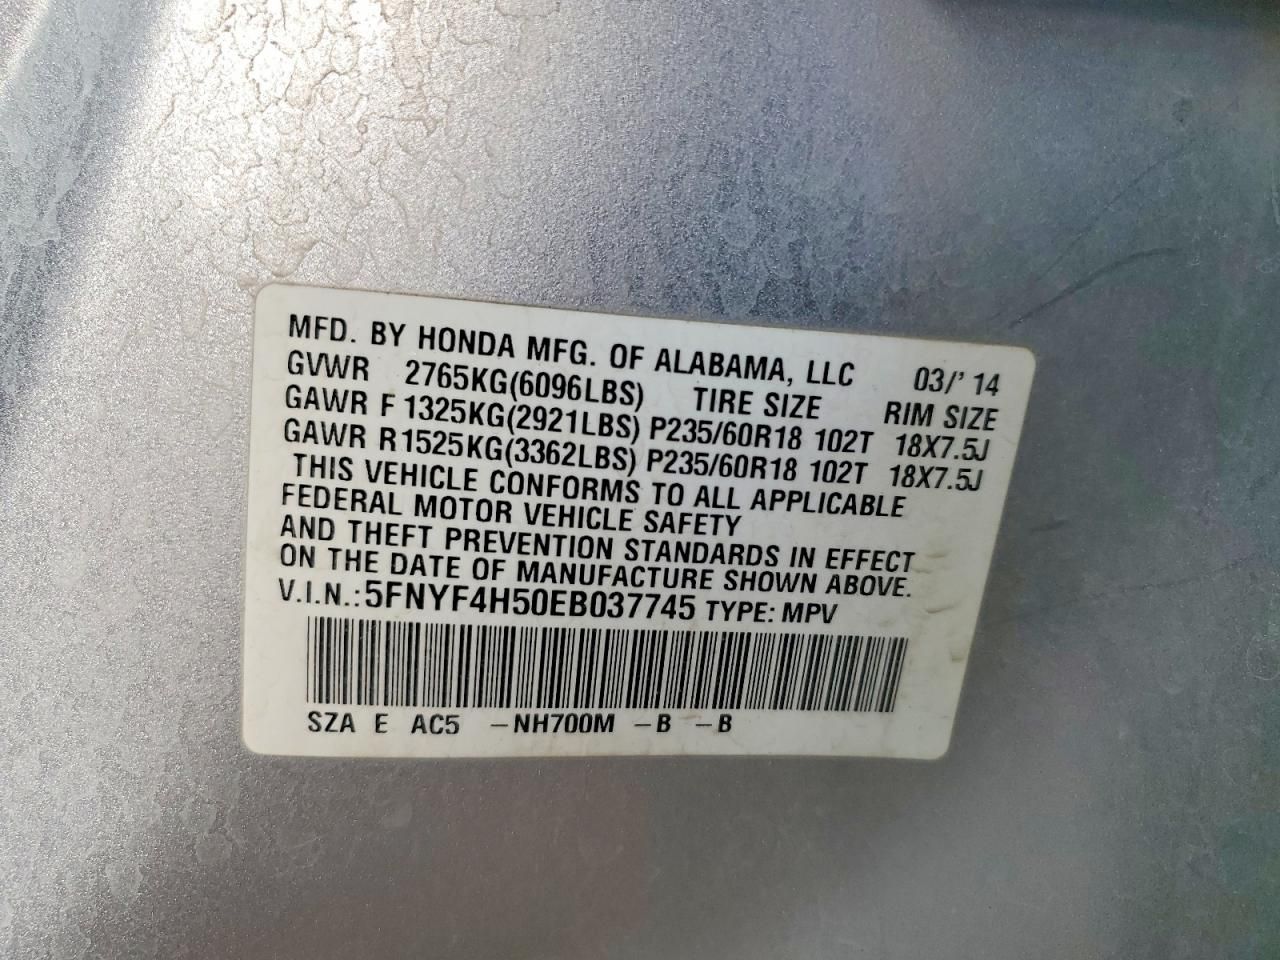 MFD. BY HONDA MFG. OF ALABAMA, LLC 03/'14
GVWR 2765KG(6096LBS) TIRE SIZE RIM SIZE
GAWR F 1325KG(2921LBS) P235/60R18 102T 18X7.5J
GAWR R1525KG(3362LBS) P235/60R18 102T 18X7.5J
THIS VEHICLE CONFORMS TO ALL APPLICABLE
FEDERAL MOTOR VEHICLE SAFETY
AND THEFT PREVENTION STANDARDS IN EFFECT
ON THE DATE OF MANUFACTURE SHOWN ABOVE.
V.I.N.:5FNYF4H50EB037745 TYPE: MPV
SZA E AC5 -NH700M -B -B